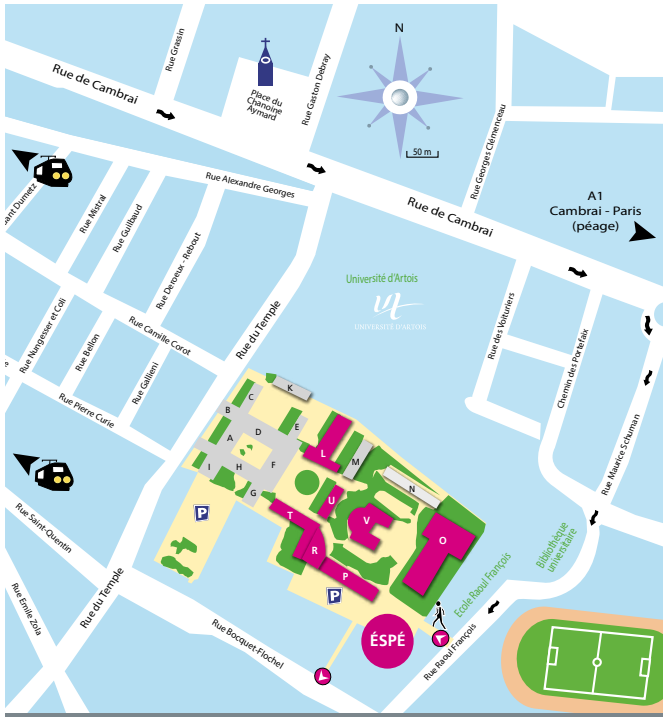 Rue Grassin
Rue de Cambrai
Place du
Chanoine
Aymard
Rue Gaston Debray
N
50 m
Rue Georges Clémenceau
A1
Cambrai - Paris
(péage)
Rue Alexandre Georges
Rue de Cambrai
Rue Mistral
Rue Guilbaud
Rue Deroeux - Rebout
Université d'Artois
UNIVERSITÉ D'ARTOIS
Rue du Temple
Rue Camille Corot
Rue Nungesser et Coli
Rue Bellon
Rue Gallieni
Rue Pierre Curie
Rue des Voituriers
Chemin des Portefaix
Rue Maurice Schuman
K
C
B
D
E
A
L
M
I
H
F
G
N
U
T
V
O
R
P
P
P
Rue Saint-Quentin
Rue Emile Zola
Rue du Temple
Rue Bocquet-Flochel
ÉSPÉ
Ecole Raoul François
Bibliothèque
universitaire
Rue Raoul François